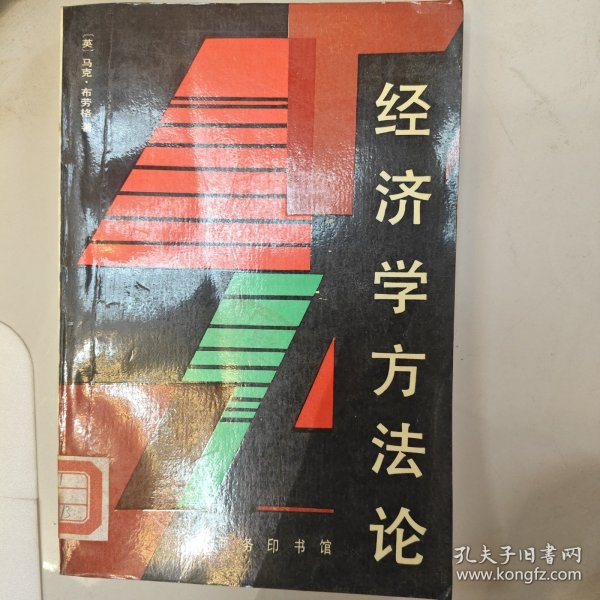 [英]马克·布劳格 著
经济学方法论
务印书馆
孔夫子旧书网
www.kongfz.com